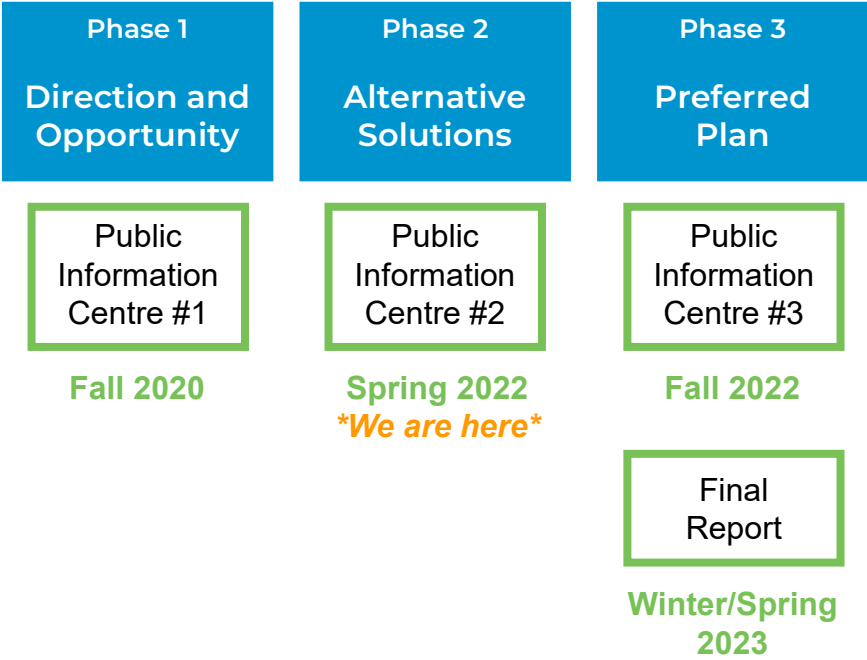 Phase 1
Direction and
Opportunity
Public
Information
Centre #1
Fall 2020
Phase 2
Alternative
Solutions
Public
Information
Centre #2
Spring 2022
*We are here*
Phase 3
Preferred
Plan
Public
Information
Centre #3
Fall 2022
Final
Report
Winter/Spring
2023